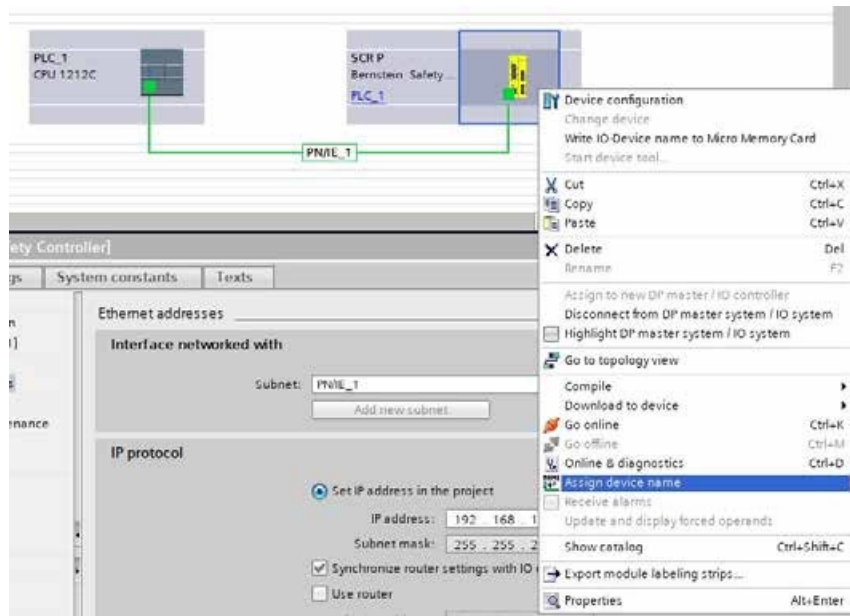 PLC_1
CPU 1212C
SCR P
Bernstein Safety...
PLC_1
PN/IE_1
Device configuration
Change device
Write IO-Device name to Micro Memory Card
Start device tool...
Cut Ctrl+X
Copy Ctrl+C
Paste Ctrl+V
Delete Del
Rename F2
Assign to new DP master / IO controller
Disconnect from DP master system / IO system
Highlight DP master system / IO system
Go to topology view
Compile
Download to device
Go online Ctrl+K
Go offline Ctrl+M
Online & diagnostics Ctrl+D
Assign device name
Receive alarms
Update and display forced operands
Show catalog Ctrl+Shift+C
Export module labeling strips...
Properties Alt+Enter
ety Controller]
gs System constants Texts
Ethernet addresses
Interface networked with
Subnet: PN/IE_1
Add new subnet
enance
IP protocol
Set IP address in the project
IP address: 192 . 168 . 1
Subnet mask: 255 . 255 . 2
Synchronize router settings with IO
Use router